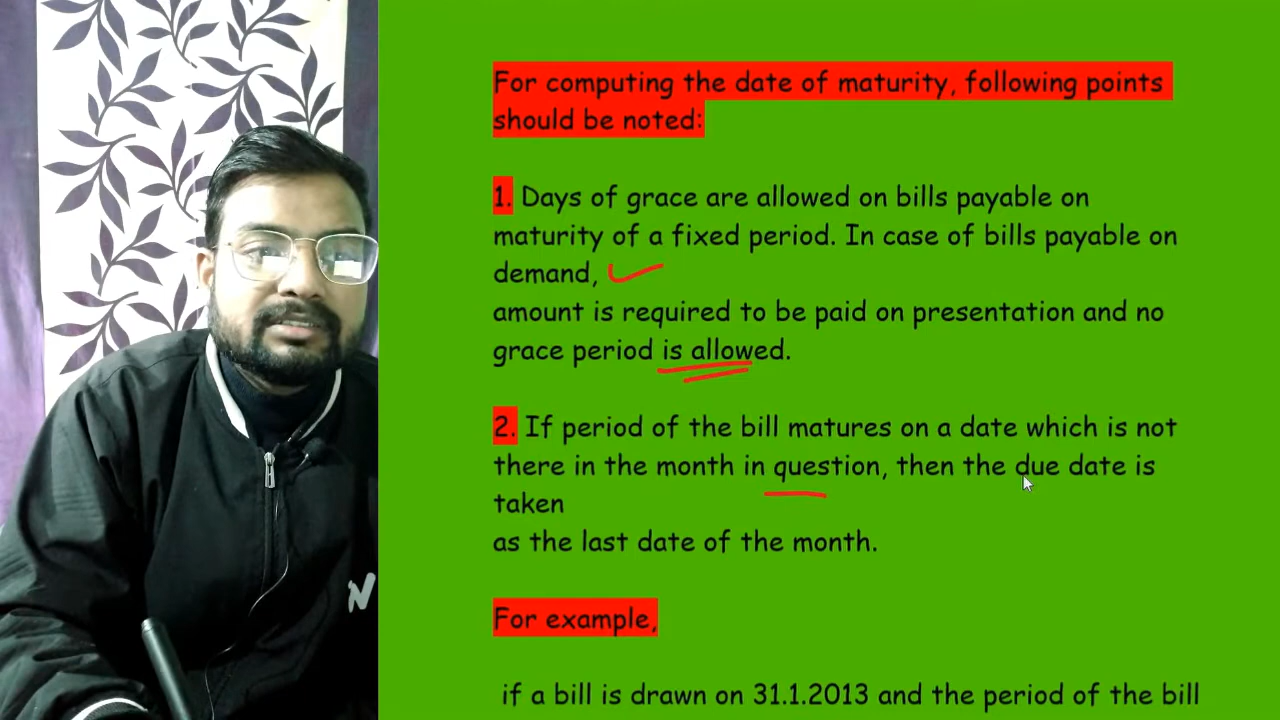 For computing the date of maturity, following points
should be noted:
1. Days of grace are allowed on bills payable on
maturity of a fixed period. In case of bills payable on
demand,
amount is required to be paid on presentation and no
grace period is allowed.
2. If period of the bill matures on a date which is not
there in the month in question, then the due date is
taken
as the last date of the month.
For example,
if a bill is drawn on 31.1.2013 and the period of the bill